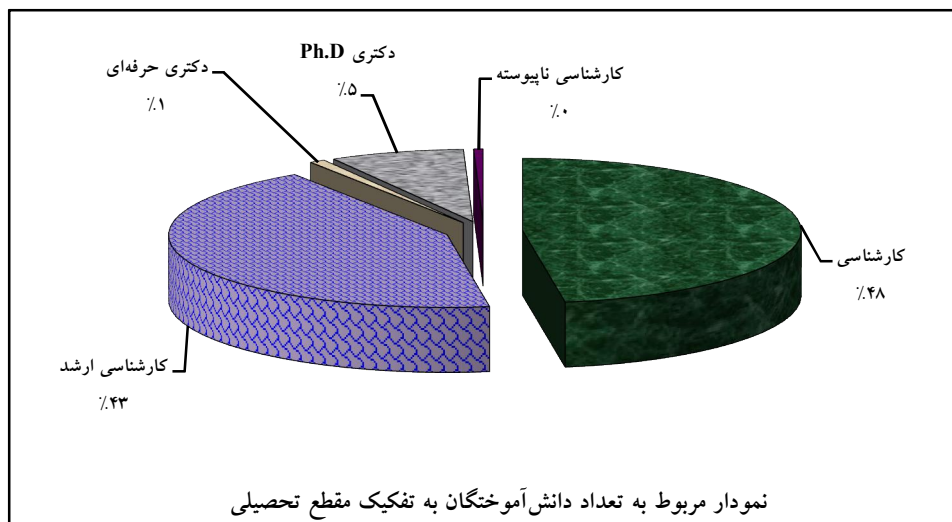 دکتری Ph.D
٪۵
دکتری حرفه‌ای
٪۱
کارشناسی ناپیوسته
٪۰
کارشناسی
٪۴۸
کارشناسی ارشد
٪۴۳
نمودار مربوط به تعداد دانش‌آموختگان به تفکیک مقطع تحصیلی